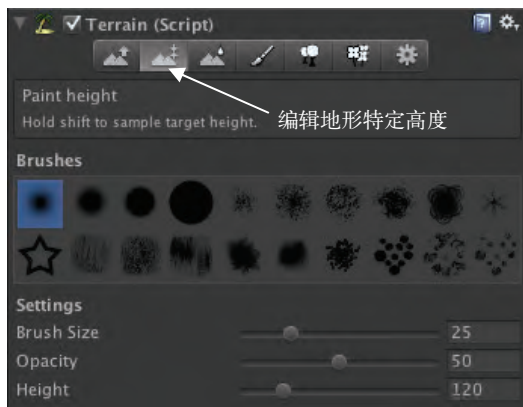 Terrain (Script)
Paint height
Hold shift to sample target height.
编辑地形特定高度
Brushes
Settings
Brush Size 25
Opacity 50
Height 120